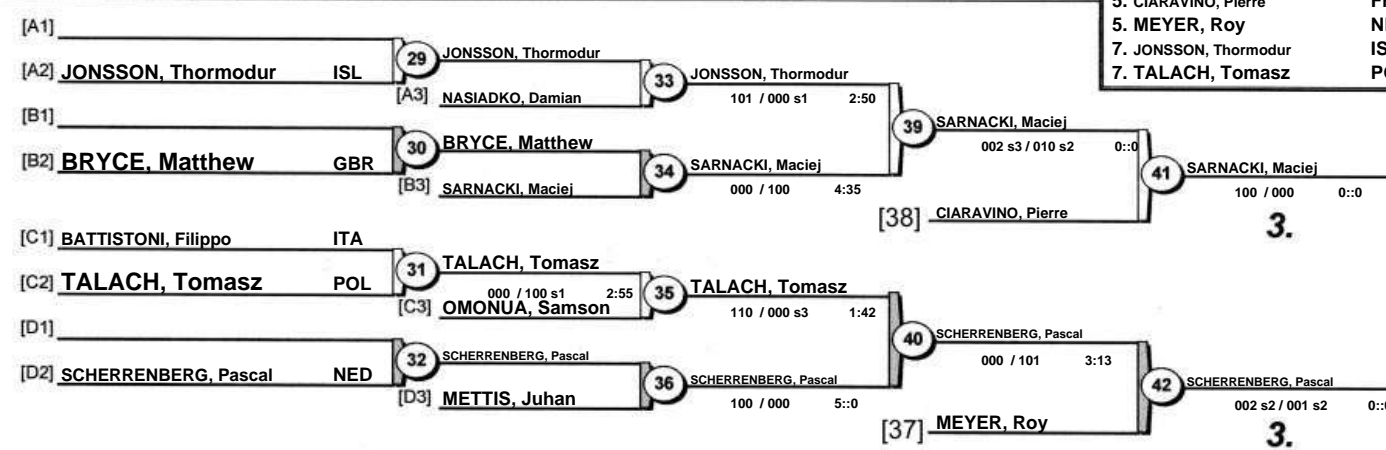 5. CIARAVINO, Pierre
5. MEYER, Roy
7. JONSSON, Thormodur
7. TALACH, Tomasz
[A1]
[A2] JONSSON, Thormodur ISL
29
JONSSON, Thormodur
[A3] NASIADKO, Damian
33
JONSSON, Thormodur
101 / 000 s1 2:50
[B1]
[B2] BRYCE, Matthew GBR
30
BRYCE, Matthew
[B3] SARNACKI, Maciej
34
SARNACKI, Maciej
000 / 100 4:35
39
SARNACKI, Maciej
002 s3 / 010 s2 0::0
[38] CIARAVINO, Pierre
41
SARNACKI, Maciej
100 / 000 0::0
3.
[C1] BATTISTONI, Filippo ITA
[C2] TALACH, Tomasz POL
31
TALACH, Tomasz
000 / 100 s1 2:55
[C3] OMONUA, Samson
35
TALACH, Tomasz
110 / 000 s3 1:42
[D1]
[D2] SCHERRENBERG, Pascal NED
32
SCHERRENBERG, Pascal
[D3] METTIS, Juhan
36
SCHERRENBERG, Pascal
100 / 000 5::0
40
SCHERRENBERG, Pascal
000 / 101 3:13
[37] MEYER, Roy
42
SCHERRENBERG, Pascal
002 s2 / 001 s2
3.